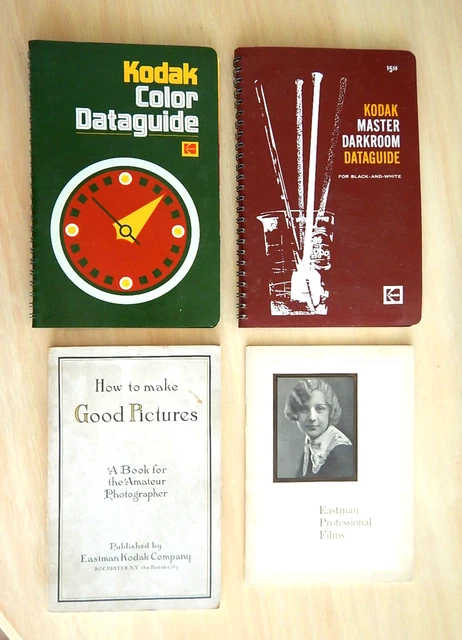 Kodak
Color
Dataguide
$5.50
KODAK
MASTER
DARKROOM
DATAGUIDE
FOR BLACK-AND-WHITE
How to make
Good Pictures
A Book for
the Amateur
Photographer
Published by
Eastman Kodak Company
ROCHESTER, N.Y. the Kodak City
Eastman
Professional
Films